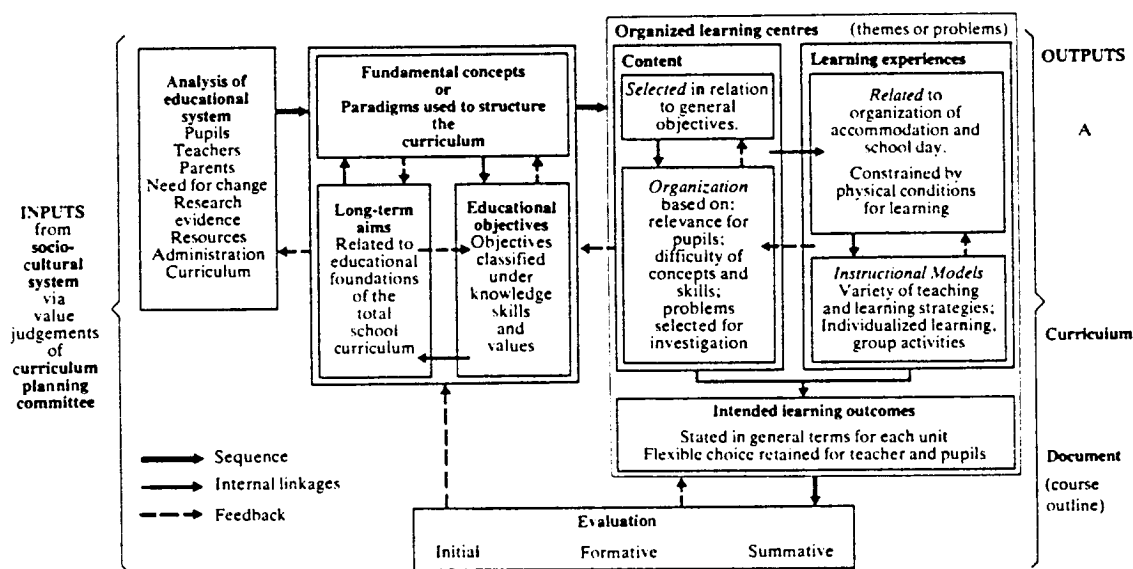 INPUTS
from
socio-
cultural
system
via
value
judgements
of
curriculum
planning
committee
Analysis of
educational
system
Pupils
Teachers
Parents
Need for change
Research
evidence
Resources
Administration
Curriculum
Fundamental concepts
or
Paradigms used to structure
the
curriculum
Long-term
aims
Related to
educational
foundations
of the
total
school
curriculum
Educational
objectives
Objectives
classified
under
knowledge
skills
and
values
Organized learning centres (themes or problems)
Content
Selected in relation
to general
objectives.
Organization
based on;
relevance for
pupils;
difficulty of
concepts and
skills;
problems
selected for
investigation
Learning experiences
Related to
organization of
accommodation and
school day.
Constrained by
physical conditions
for learning
Instructional Models
Variety of teaching
and learning strategies;
Individualized learning,
group activities
Intended learning outcomes
Stated in general terms for each unit
Flexible choice retained for teacher and pupils
Sequence
Internal linkages
Feedback
Evaluation
Initial Formative Summative
OUTPUTS
A
Curriculum
Document
(course
outline)